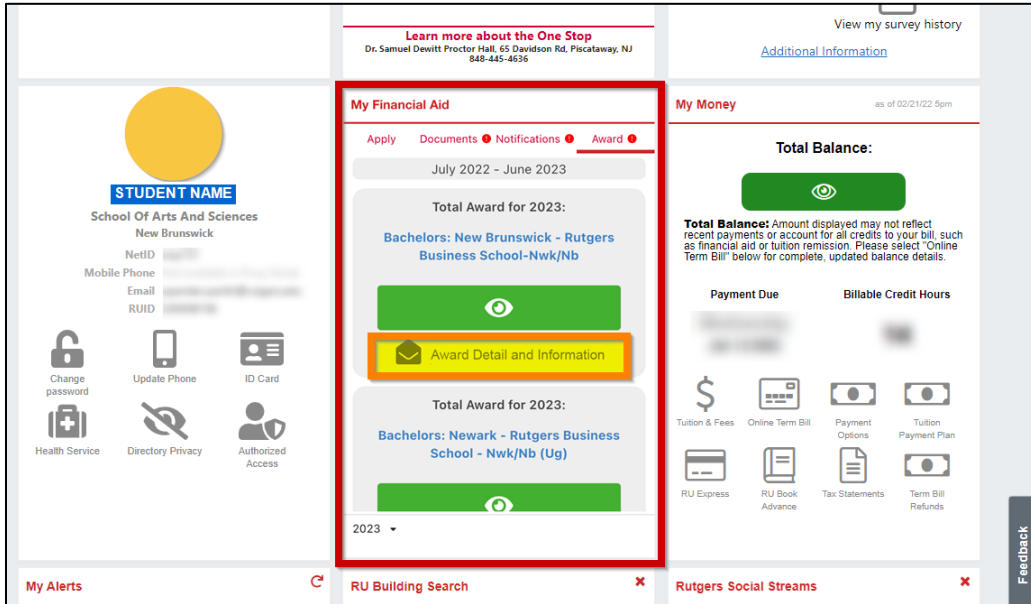 View my survey history
Additional Information
Learn more about the One Stop
Dr. Samuel Dewitt Proctor Hall, 65 Davidson Rd, Piscataway, NJ
848-445-4636
STUDENT NAME
School Of Arts And Sciences
New Brunswick
NetID
Mobile Phone
Email
RUID
Change
password
Update Phone
ID Card
Health Service
Directory Privacy
Authorized
Access
My Financial Aid
Apply
Documents
Notifications
Award
July 2022 - June 2023
Total Award for 2023:
Bachelors: New Brunswick - Rutgers
Business School-Nwk/Nb
Award Detail and Information
Total Award for 2023:
Bachelors: Newark - Rutgers Business
School - Nwk/Nb (Ug)
2023
My Money
as of 02/21/22 5pm
Total Balance:
Total Balance: Amount displayed may not reflect
recent payments or account for all credits to your bill, such
as financial aid or tuition remission. Please select "Online
Term Bill" below for complete, updated balance details.
Payment Due
Billable Credit Hours
Tuition & Fees
Online Term Bill
Payment
Options
Tuition
Payment Plan
RU Express
RU Book
Advance
Tax Statements
Term Bill
Refunds
Feedback
My Alerts
RU Building Search
Rutgers Social Streams